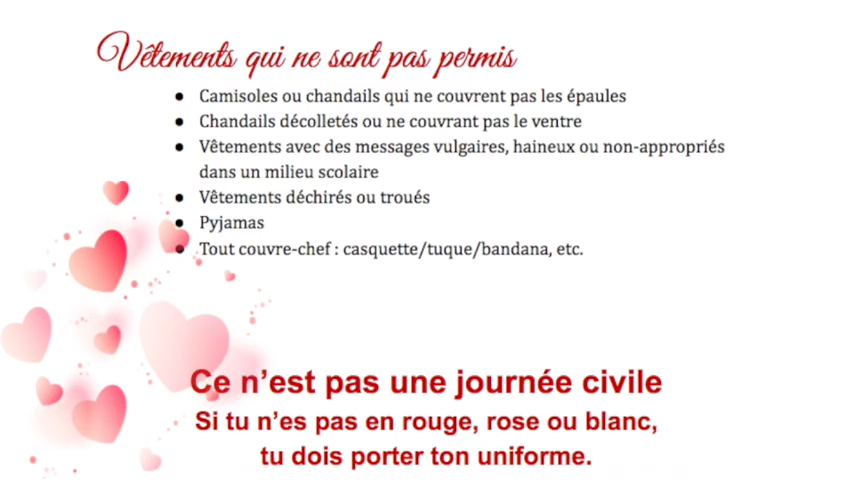 Vêtements qui ne sont pas permis
● Camisoles ou chandails qui ne couvrent pas les épaules
● Chandails décolletés ou ne couvrant pas le ventre
● Vêtements avec des messages vulgaires, haineux ou non-appropriés
dans un milieu scolaire
● Vêtements déchirés ou troués
● Pyjamas
● Tout couvre-chef : casquette/tuque/bandana, etc.
Ce n’est pas une journée civile
Si tu n’es pas en rouge, rose ou blanc,
tu dois porter ton uniforme.